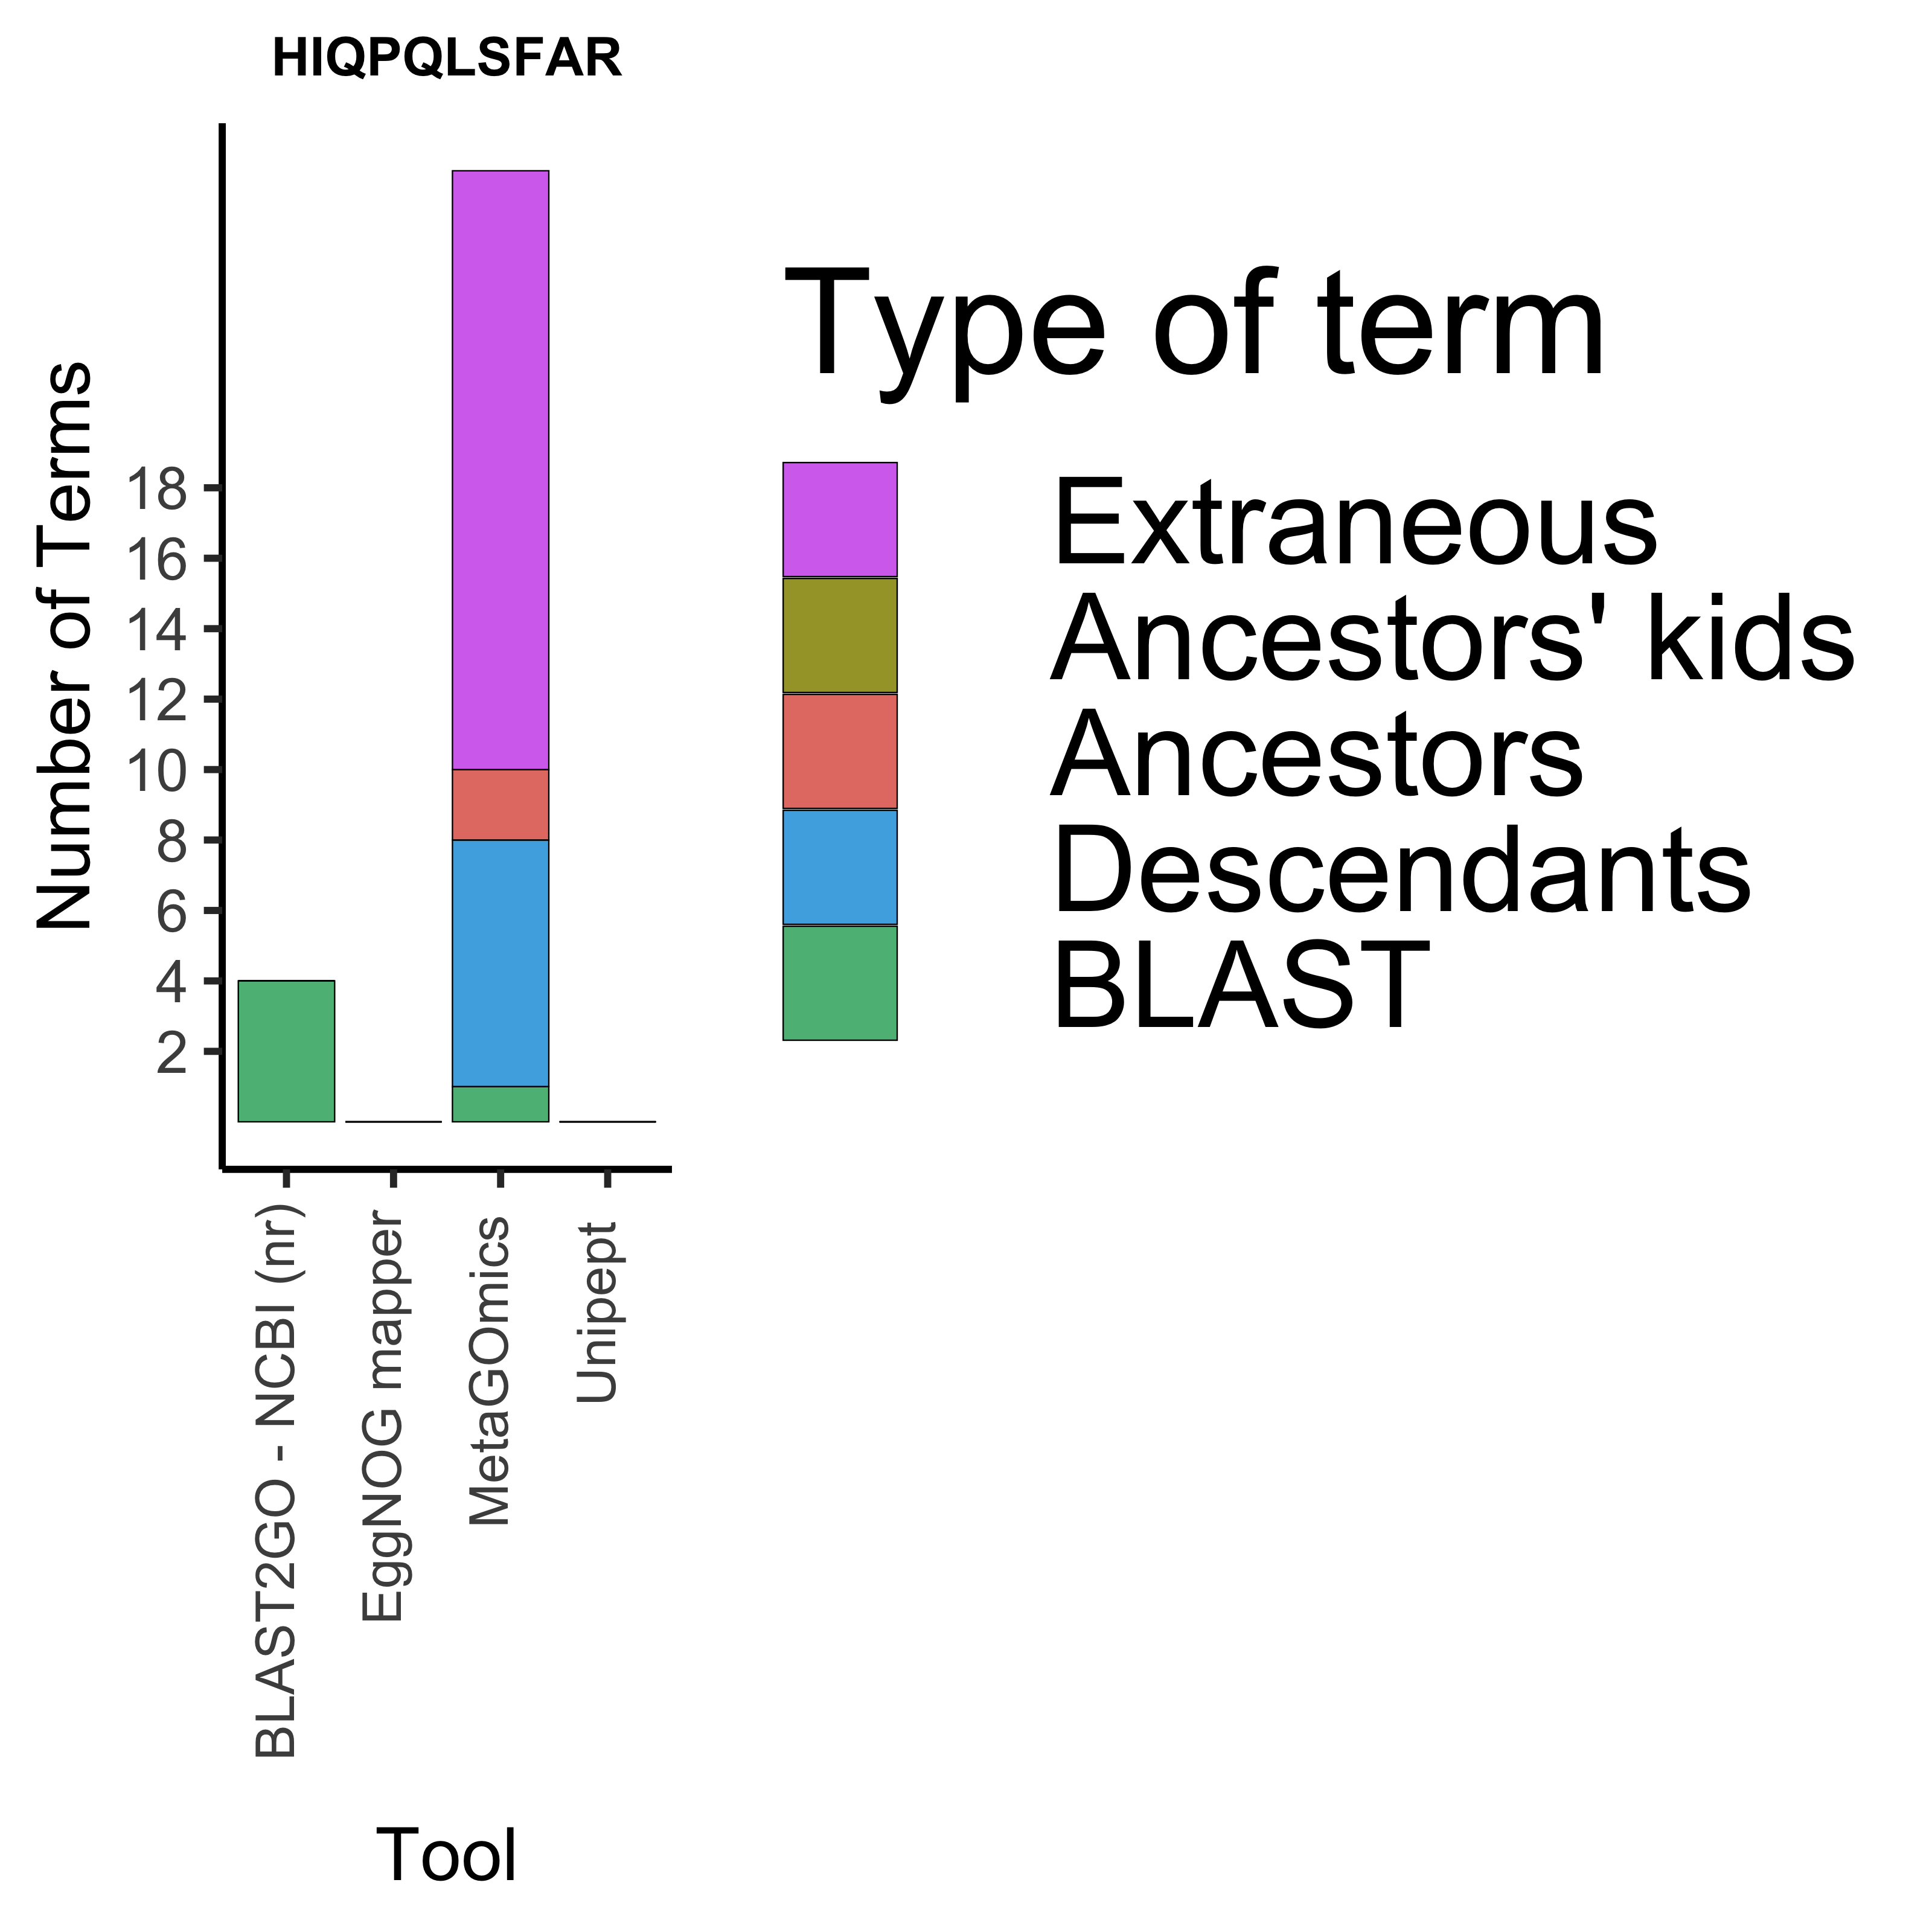 HIQPQLSFAR
Number of Terms
18
16
14
12
10
8
6
4
2
BLAST2GO - NCBI (nr)
EggNOG mapper
MetaGOmics
Unipept
Tool
Type of term
Extraneous
Ancestors' kids
Ancestors
Descendants
BLAST